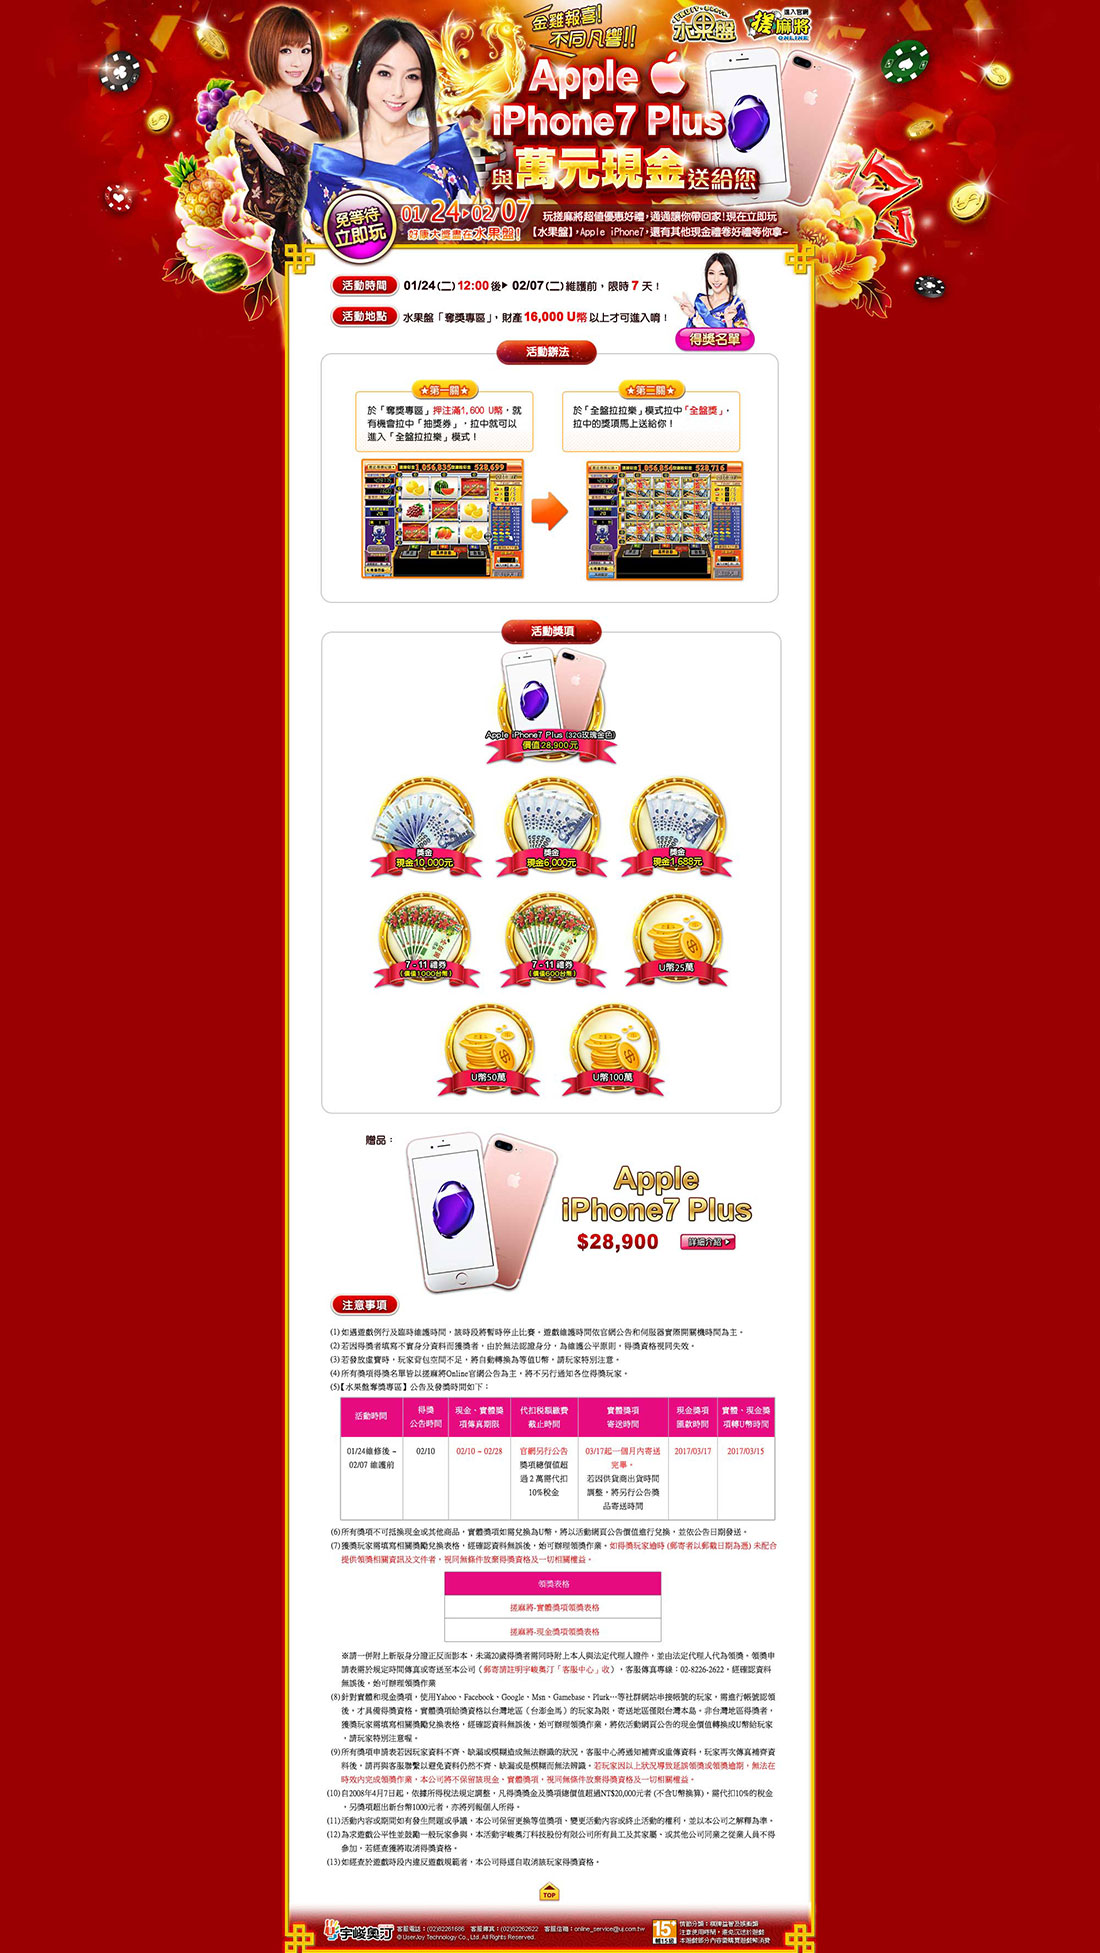 金雞報喜!
不同凡響!!
FRUIT SLOTS
水果盤
進入官網
搓麻將
ONLINE
Apple
iPhone7 Plus
與萬元現金送給您
免等待
立即玩
01/24▸02/07
好康大獎盡在水果盤!
玩搓麻將超值優惠好禮,通通讓你帶回家!現在立即玩
【水果盤】,Apple iPhone7,還有其他現金禮卷好禮等你拿~
活動時間
01/24(二)12:00後▸ 02/07(二)維護前,限時 7 天!
活動地點
水果盤「奪獎專區」,財產16,000 U幣以上才可進入唷!
得獎名單
活動辦法
★第一關★
於「奪獎專區」押注滿1,600 U幣,就
有機會拉中「抽獎券」,拉中就可以
進入「全盤拉拉樂」模式!
★第二關★
於「全盤拉拉樂」模式拉中「全盤獎」,
拉中的獎項馬上送給你!
1,056,835
528,699
1,056,854
528,716
活動獎項
Apple iPhone7 Plus (32G玫瑰金色)
價值28,900元
獎金
現金10,000元
獎金
現金6,000元
獎金
現金1,688元
7-11 禮券
(價值1000台幣)
7-11 禮券
(價值600台幣)
U幣25萬
U幣50萬
U幣100萬
贈品:
Apple
iPhone7 Plus
$28,900
詳細介紹
注意事項
(1)如遇遊戲例行及臨時維護時間,該時段將暫時停止比賽。遊戲維護時間依官網公告和伺服器實際開關機時間為主。
(2)若因得獎者填寫不實身分資料而獲獎者,由於無法認證身分,為維護公平原則,得獎資格視同失效。
(3)若發放虛寶時,玩家背包空間不足,將自動轉換為等值U幣,請玩家特別注意。
(4)所有獎項得獎名單皆以搓麻將Online官網公告為主,將不另行通知各位得獎玩家。
(5)【水果盤奪獎專區】公告及發獎時間如下:
活動時間
得獎
公告時間
現金、實體獎
項傳真期限
代扣稅額繳費
截止時間
實體獎項
寄送時間
現金獎項
匯款時間
實體、現金獎
項轉U幣時間
01/24維修後 ~
02/07 維護前
02/10
02/10 ~ 02/28
官網另行公告
獎項總價值超
過 2 萬需代扣
10%稅金
03/17起一個月內寄送
完畢。
若因供貨商出貨時間
調整,將另行公告獎
品寄送時間
2017/03/17
2017/03/15
(6)所有獎項不可抵換現金或其他商品,實體獎項如需兌換為U幣,將以活動網頁公告價值進行兌換,並依公告日期發送。
(7)獲獎玩家需填寫相關獎勵兌換表格,經確認資料無誤後,始可辦理領獎作業。如得獎玩家逾時 (郵寄者以郵戳日期為憑) 未配合
提供領獎相關資訊及文件者,視同無條件放棄得獎資格及一切相關權益。
領獎表格
搓麻將-實體獎項領獎表格
搓麻將-現金獎項領獎表格
※請一併附上新版身分證正反面影本,未滿20歲得獎者需同時附上本人與法定代理人證件,並由法定代理人代為領獎。領獎申
請表需於規定時間傳真或寄送至本公司 (郵寄請註明宇峻奧汀「客服中心」收),客服傳真專線:02-8226-2622。經確認資料
無誤後,始可辦理領獎作業
(8)針對實體和現金獎項,使用Yahoo、Facebook、Google、Msn、Gamebase、Plurk…等社群網站串接帳號的玩家,需進行帳號認領
後,才具備得獎資格。實體獎項給獎資格以台灣地區 (台澎金馬) 的玩家為限,寄送地區僅限台灣本島。非台灣地區得獎者,
獲獎玩家需填寫相關獎勵兌換表格,經確認資料無誤後,始可辦理領獎作業,將依活動網頁公告的現金價值轉換成U幣給玩家
,請玩家特別注意喔。
(9)所有獎項申請表若因玩家資料不齊、缺漏或模糊造成無法辦識的狀況,客服中心將通知補齊或重傳資料,玩家再次傳真補齊資
料後,請再與客服聯繫以避免資料仍然不齊、缺漏或是模糊而無法辨識。若玩家因以上狀況導致延誤領獎或領獎逾期,無法在
時效內完成領獎作業,本公司將不保留該現金、實體獎項,視同無條件放棄得獎資格及一切相關權益。
(10)自2008年4月7日起,依據所得稅法規定調整,凡得獎獎金及獎項總價值超過NT$20,000元者 (不含U幣換算),需代扣10%的稅金
,另獎項超出新台幣1000元者,亦將列報個人所得。
(11)活動內容或期間如有發生問題或爭議,本公司保留更換等值獎項、變更活動內容或終止活動的權利,並以本公司之解釋為準。
(12)為求遊戲公平性並鼓勵一般玩家參與,本活動宇峻奧汀科技股份有限公司所有員工及其家屬、或其他公司同業之從業人員不得
參加,若經查獲將取消得獎資格。
(13)如經查於遊戲時段內違反遊戲規範者,本公司得逕自取消該玩家得獎資格。
TOP
宇峻奧汀
客服電話:(02)82261666 客服傳真:(02)82262622 客服信箱:online_service@uj.com.tw
©UserJoy Technology Co., Ltd. All Rights Reserved.
15+
輔15級
情節分類:棋牌益智及娛樂類
注意使用時間,避免沉迷於遊戲
本遊戲部分內容需購買遊戲幣消費